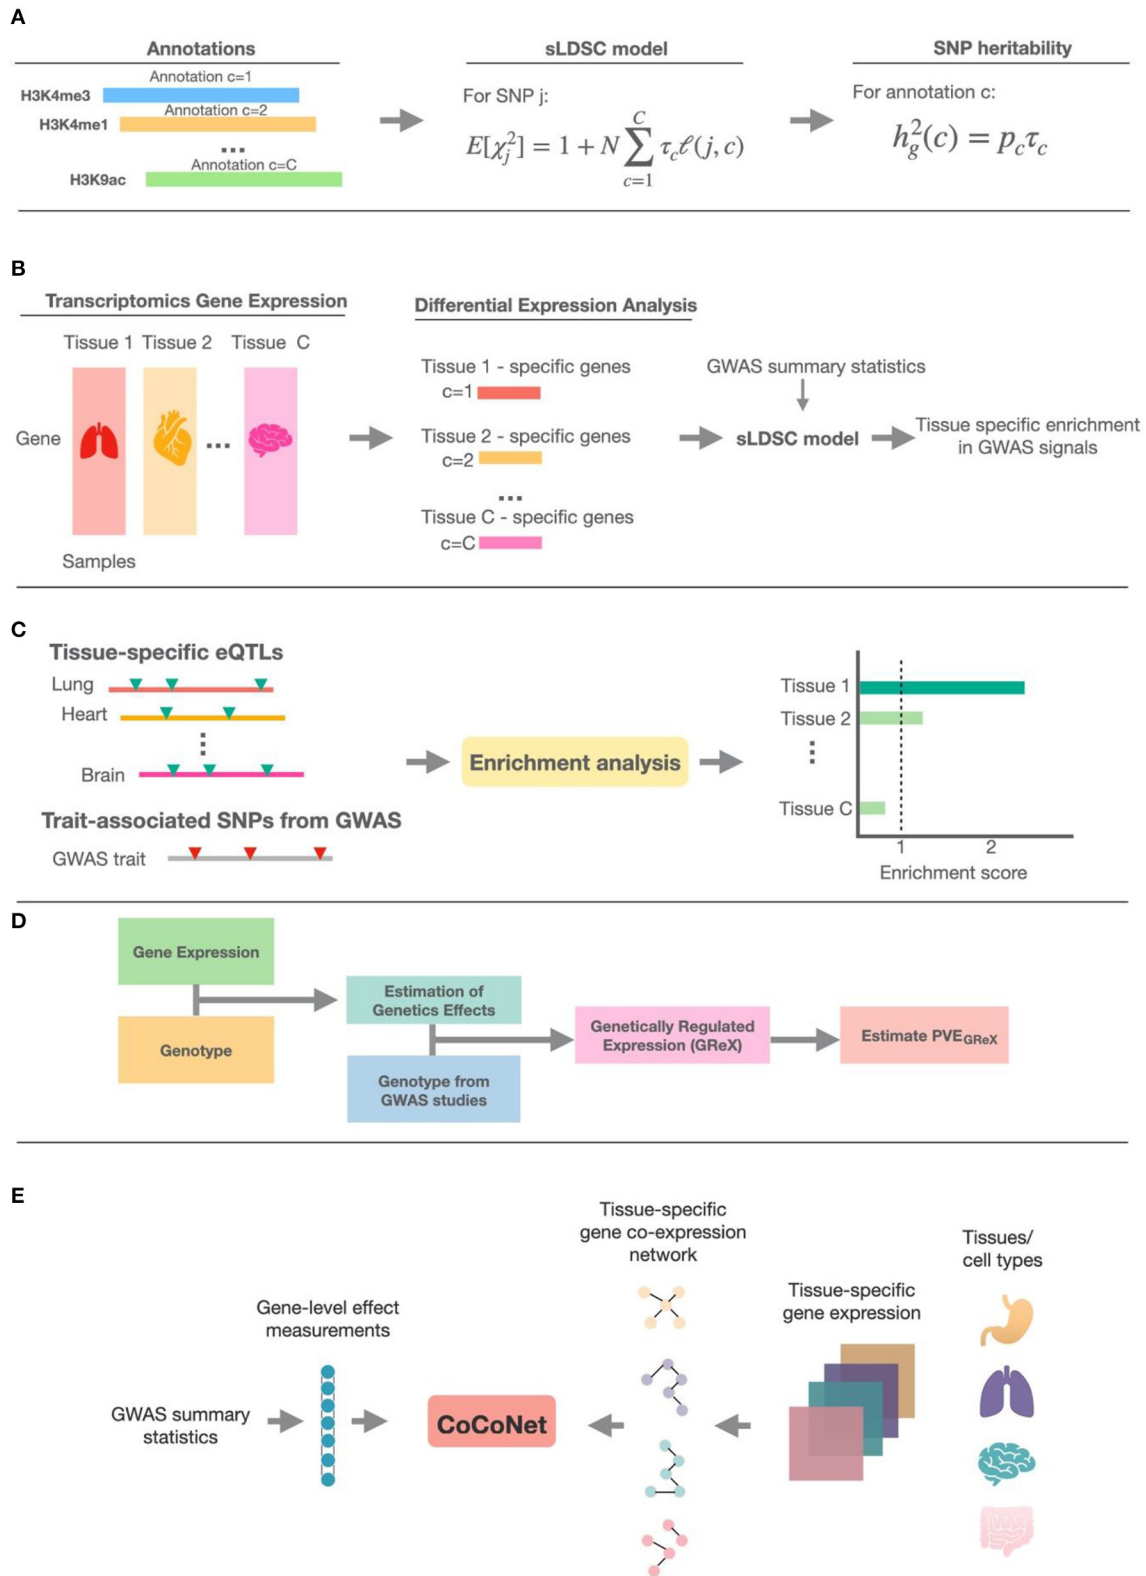 A
Annotations
sLDSC model
SNP heritability
Annotation c=1
H3K4me3
Annotation c=2
H3K4me1
...
Annotation c=C
H3K9ac
For SNP j:
E[χ_j^2] = 1 + N ∑_{c=1}^{C} τ_c ℓ(j, c)
For annotation c:
h_g^2(c) = p_c τ_c
B
Transcriptomics Gene Expression
Differential Expression Analysis
Tissue 1 Tissue 2 Tissue C
Gene
...
Samples
Tissue 1 - specific genes
c=1
Tissue 2 - specific genes
c=2
...
Tissue C - specific genes
c=C
GWAS summary statistics
sLDSC model
Tissue specific enrichment
in GWAS signals
C
Tissue-specific eQTLs
Lung
Heart
Brain
Trait-associated SNPs from GWAS
GWAS trait
Enrichment analysis
Tissue 1
Tissue 2
Tissue C
1 2
Enrichment score
D
Gene Expression
Genotype
Estimation of
Genetics Effects
Genotype from
GWAS studies
Genetically Regulated
Expression (GReX)
Estimate PVE_GReX
E
Gene-level effect
measurements
GWAS summary
statistics
CoCoNet
Tissue-specific
gene co-expression
network
Tissue-specific
gene expression
Tissues/
cell types